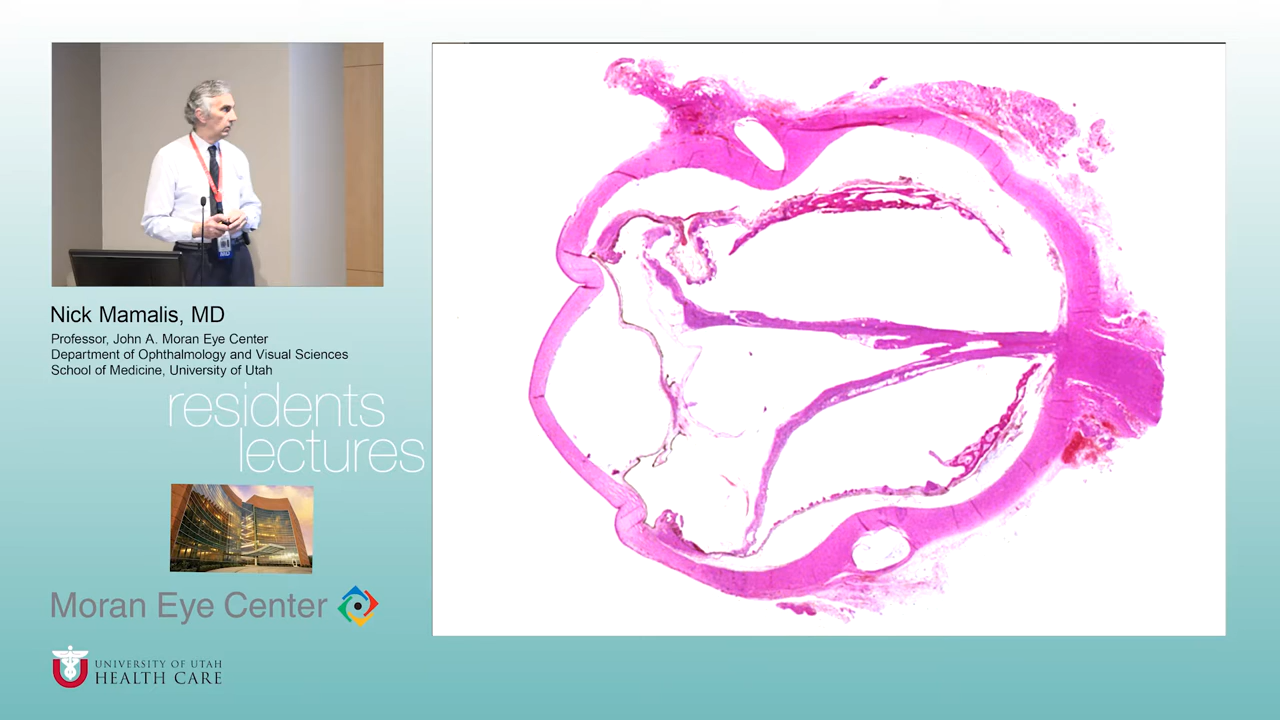 Nick Mamalis, MD
Professor, John A. Moran Eye Center
Department of Ophthalmology and Visual Sciences
School of Medicine, University of Utah
residents
lectures
Moran Eye Center
U
UNIVERSITY OF UTAH
HEALTH CARE